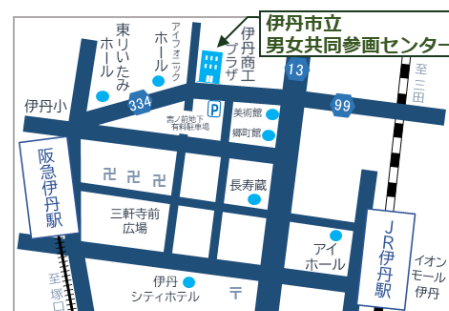 伊丹市立
男女共同参画センター
伊丹商工
プラザ
アイフォニック
ホール
東リいたみ
ホール
13
至三田
334
99
P
伊丹小
宮ノ前地下
有料駐車場
美術館
郷町館
阪急伊丹駅
卍 卍 卍
長寿蔵
三軒寺前
広場
JR伊丹駅
アイ
ホール
イオン
モール
伊丹
至塚口
伊丹
シティホテル
〒